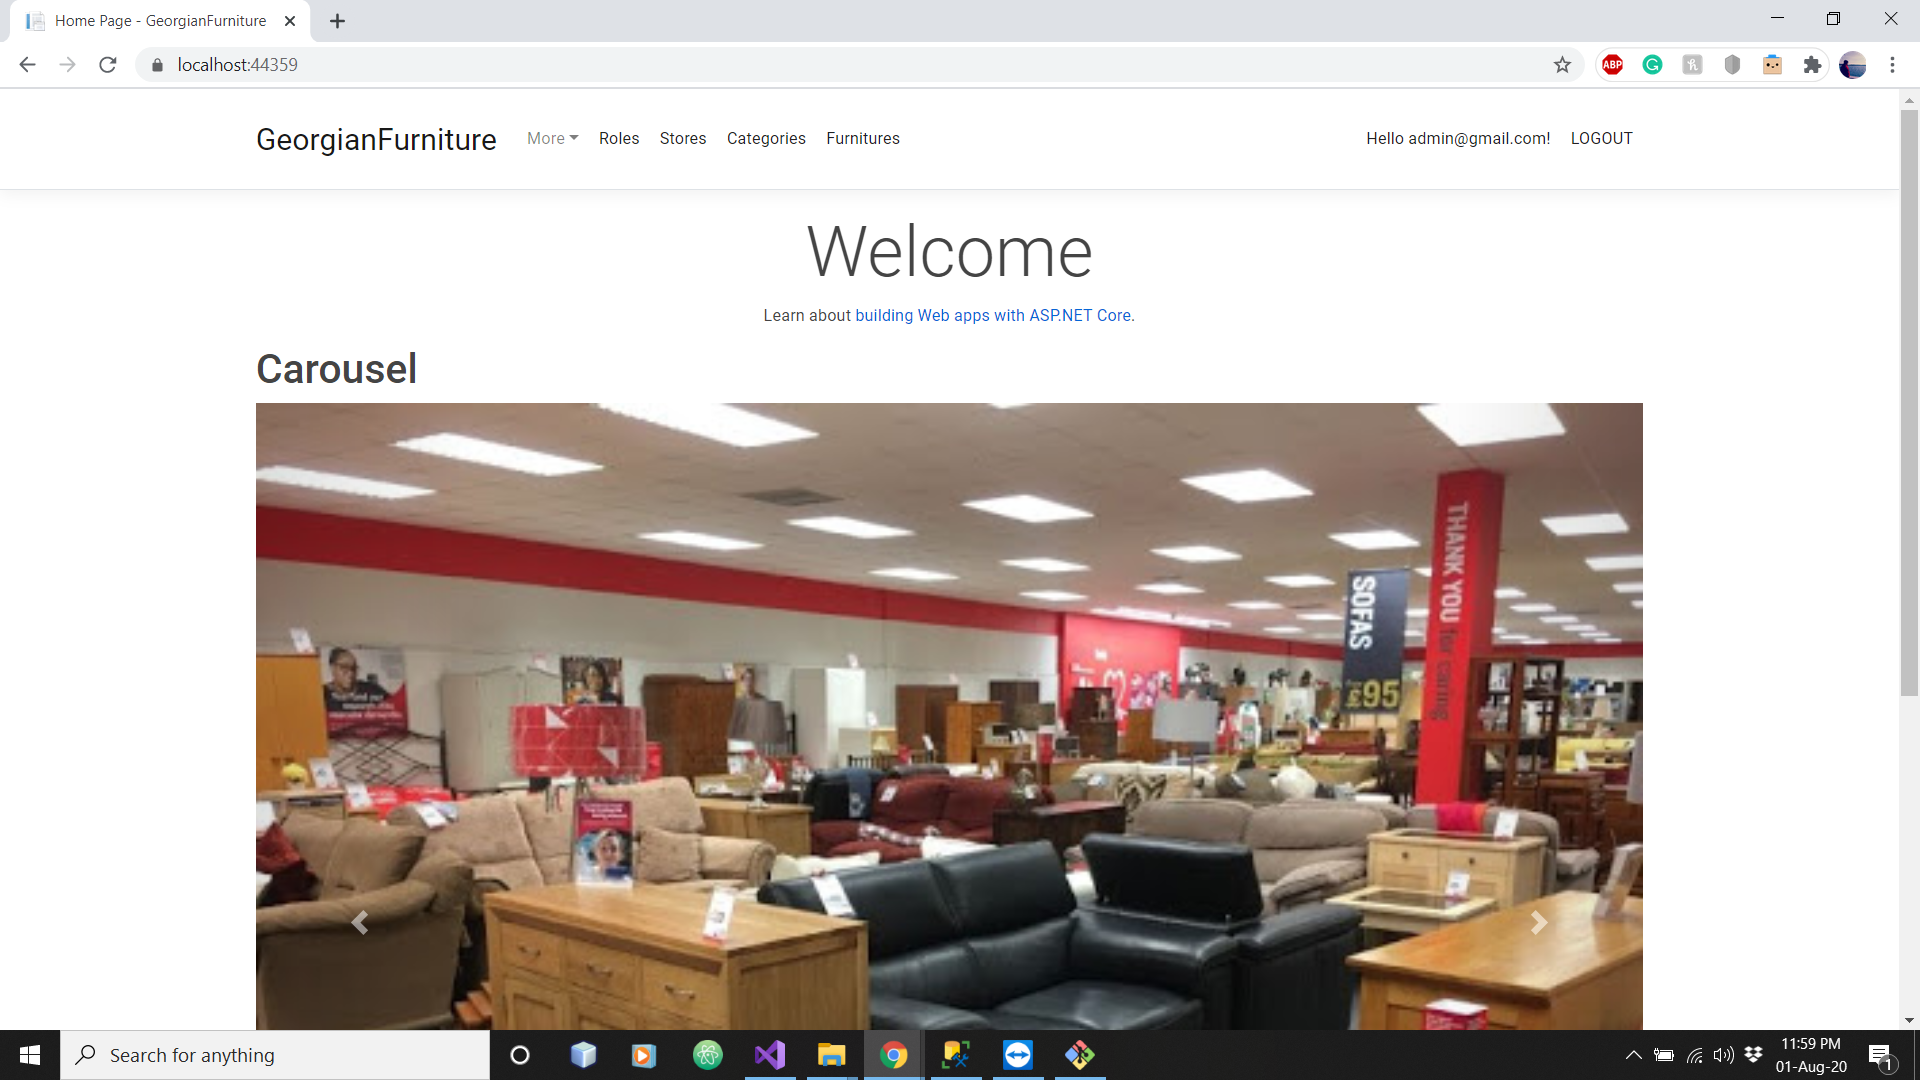 Home Page - GeorgianFurniture
localhost:44359
ABP
GeorgianFurniture
More
Roles
Stores
Categories
Furnitures
Hello admin@gmail.com!
LOGOUT
Welcome
Learn about building Web apps with ASP.NET Core.
Carousel
THANK YOU for caring
SOFAS
£95
Search for anything
11:59 PM
01-Aug-20
1